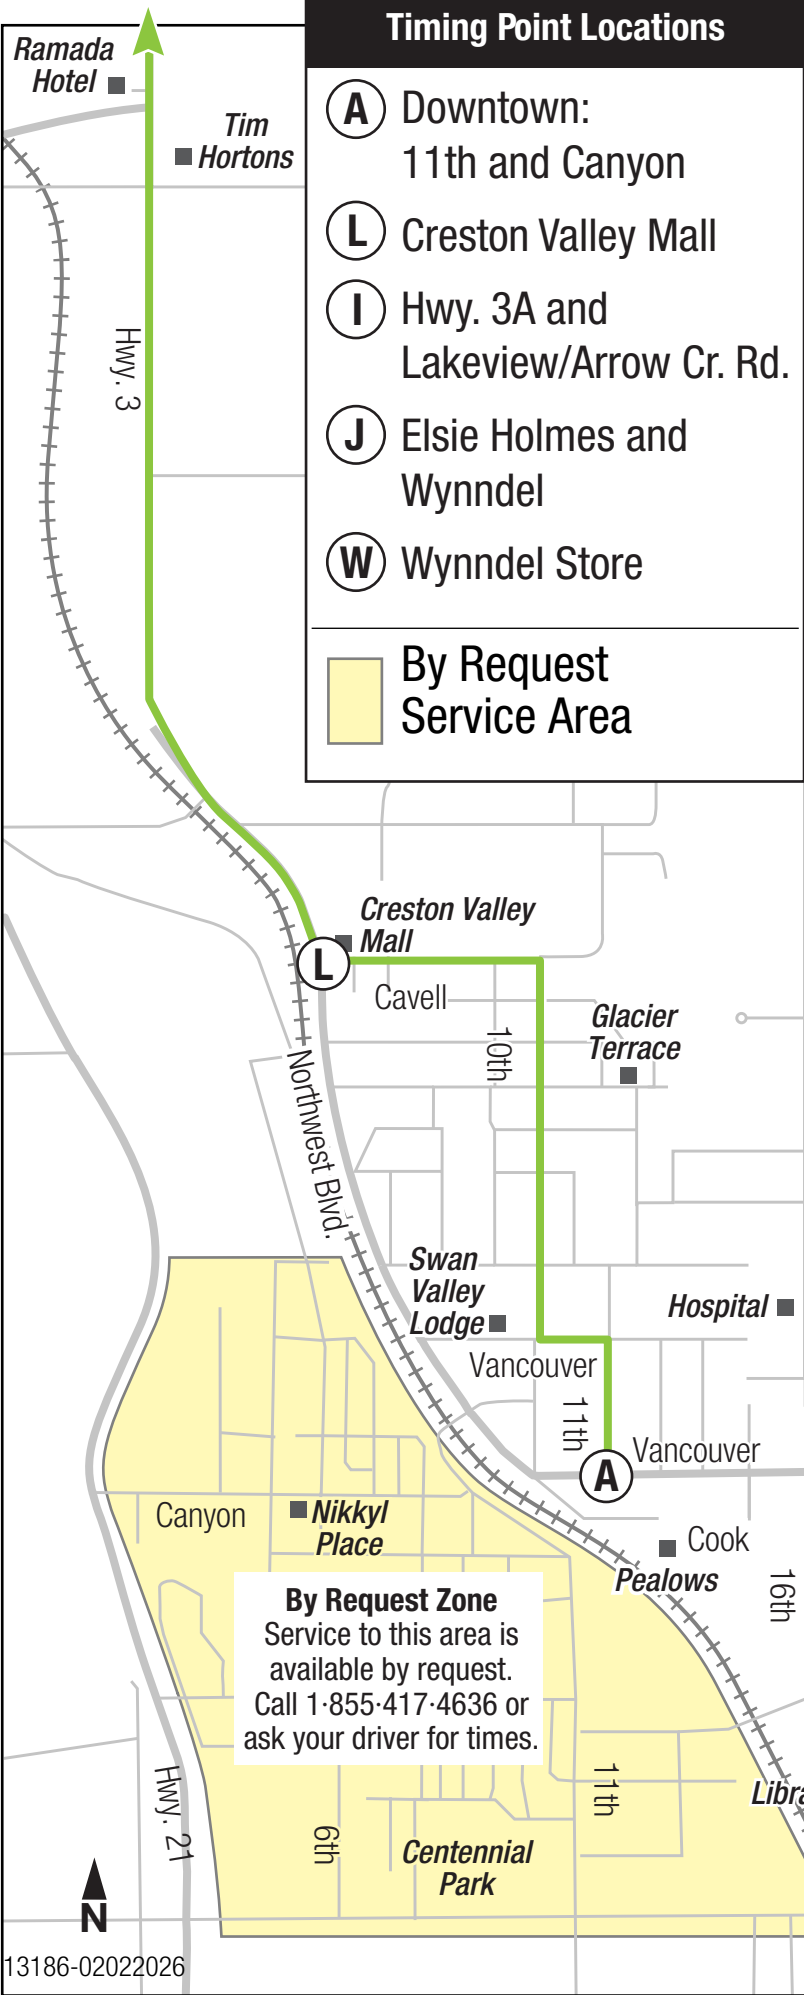 Timing Point Locations
A Downtown:
11th and Canyon
L Creston Valley Mall
I Hwy. 3A and
Lakeview/Arrow Cr. Rd.
J Elsie Holmes and
Wynndel
W Wynndel Store
By Request
Service Area
Ramada
Hotel
Tim
Hortons
Hwy. 3
Creston Valley
Mall
L
Cavell
10th
Glacier
Terrace
Northwest Blvd.
Swan
Valley
Lodge
Hospital
Vancouver
11th
Vancouver
A
Canyon
Nikkyl
Place
Cook
Pealows
16th
By Request Zone
Service to this area is
available by request.
Call 1·855·417·4636 or
ask your driver for times.
Hwy. 21
6th
11th
Libra
Centennial
Park
N
13186-02022026